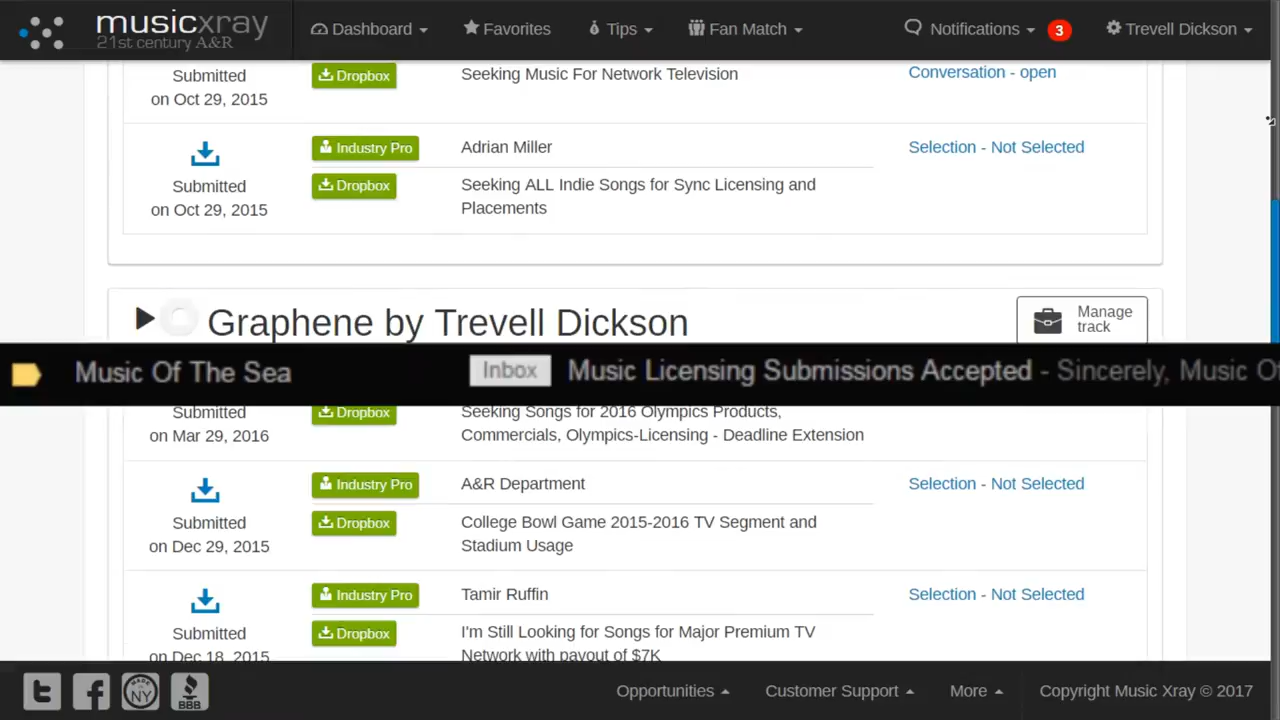 musicxray
21st century A&R
Dashboard
Favorites
Tips
Fan Match
Notifications
3
Trevell Dickson
Submitted
on Oct 29, 2015
Dropbox
Seeking Music For Network Television
Conversation - open
Submitted
on Oct 29, 2015
Industry Pro
Adrian Miller
Selection - Not Selected
Dropbox
Seeking ALL Indie Songs for Sync Licensing and
Placements
Graphene by Trevell Dickson
Manage
track
Music Of The Sea
Inbox
Music Licensing Submissions Accepted - Sincerely, Music
Submitted
on Mar 29, 2016
Dropbox
Seeking Songs for 2016 Olympics Products,
Commercials, Olympics-Licensing - Deadline Extension
Submitted
on Dec 29, 2015
Industry Pro
A&R Department
Selection - Not Selected
Dropbox
College Bowl Game 2015-2016 TV Segment and
Stadium Usage
Submitted
on Dec 18, 2015
Industry Pro
Tamir Ruffin
Selection - Not Selected
Dropbox
I'm Still Looking for Songs for Major Premium TV
Network with payout of $7K
NY
BBB
Opportunities
Customer Support
More
Copyright Music Xray © 2017